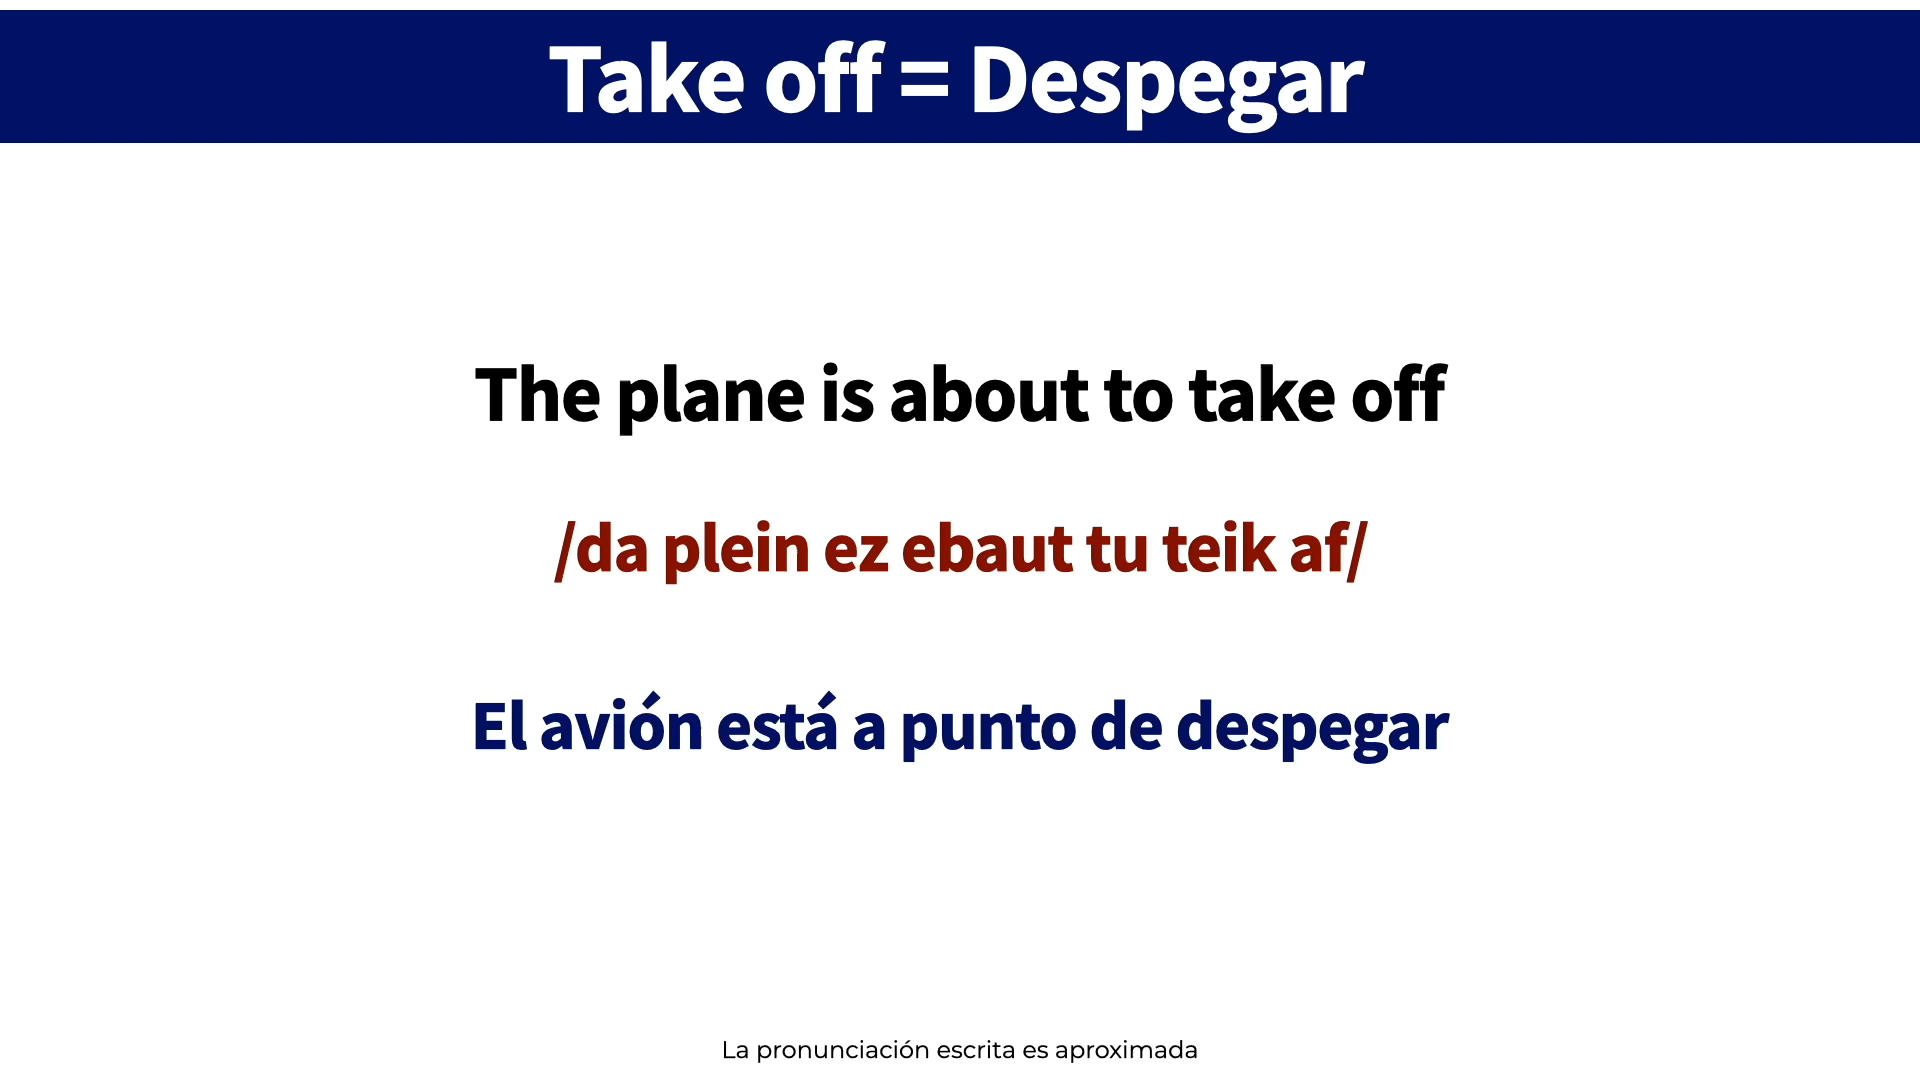 Take off = Despegar
The plane is about to take off
/da plein ez ebaut tu teik af/
El avión está a punto de despegar
La pronunciación escrita es aproximada